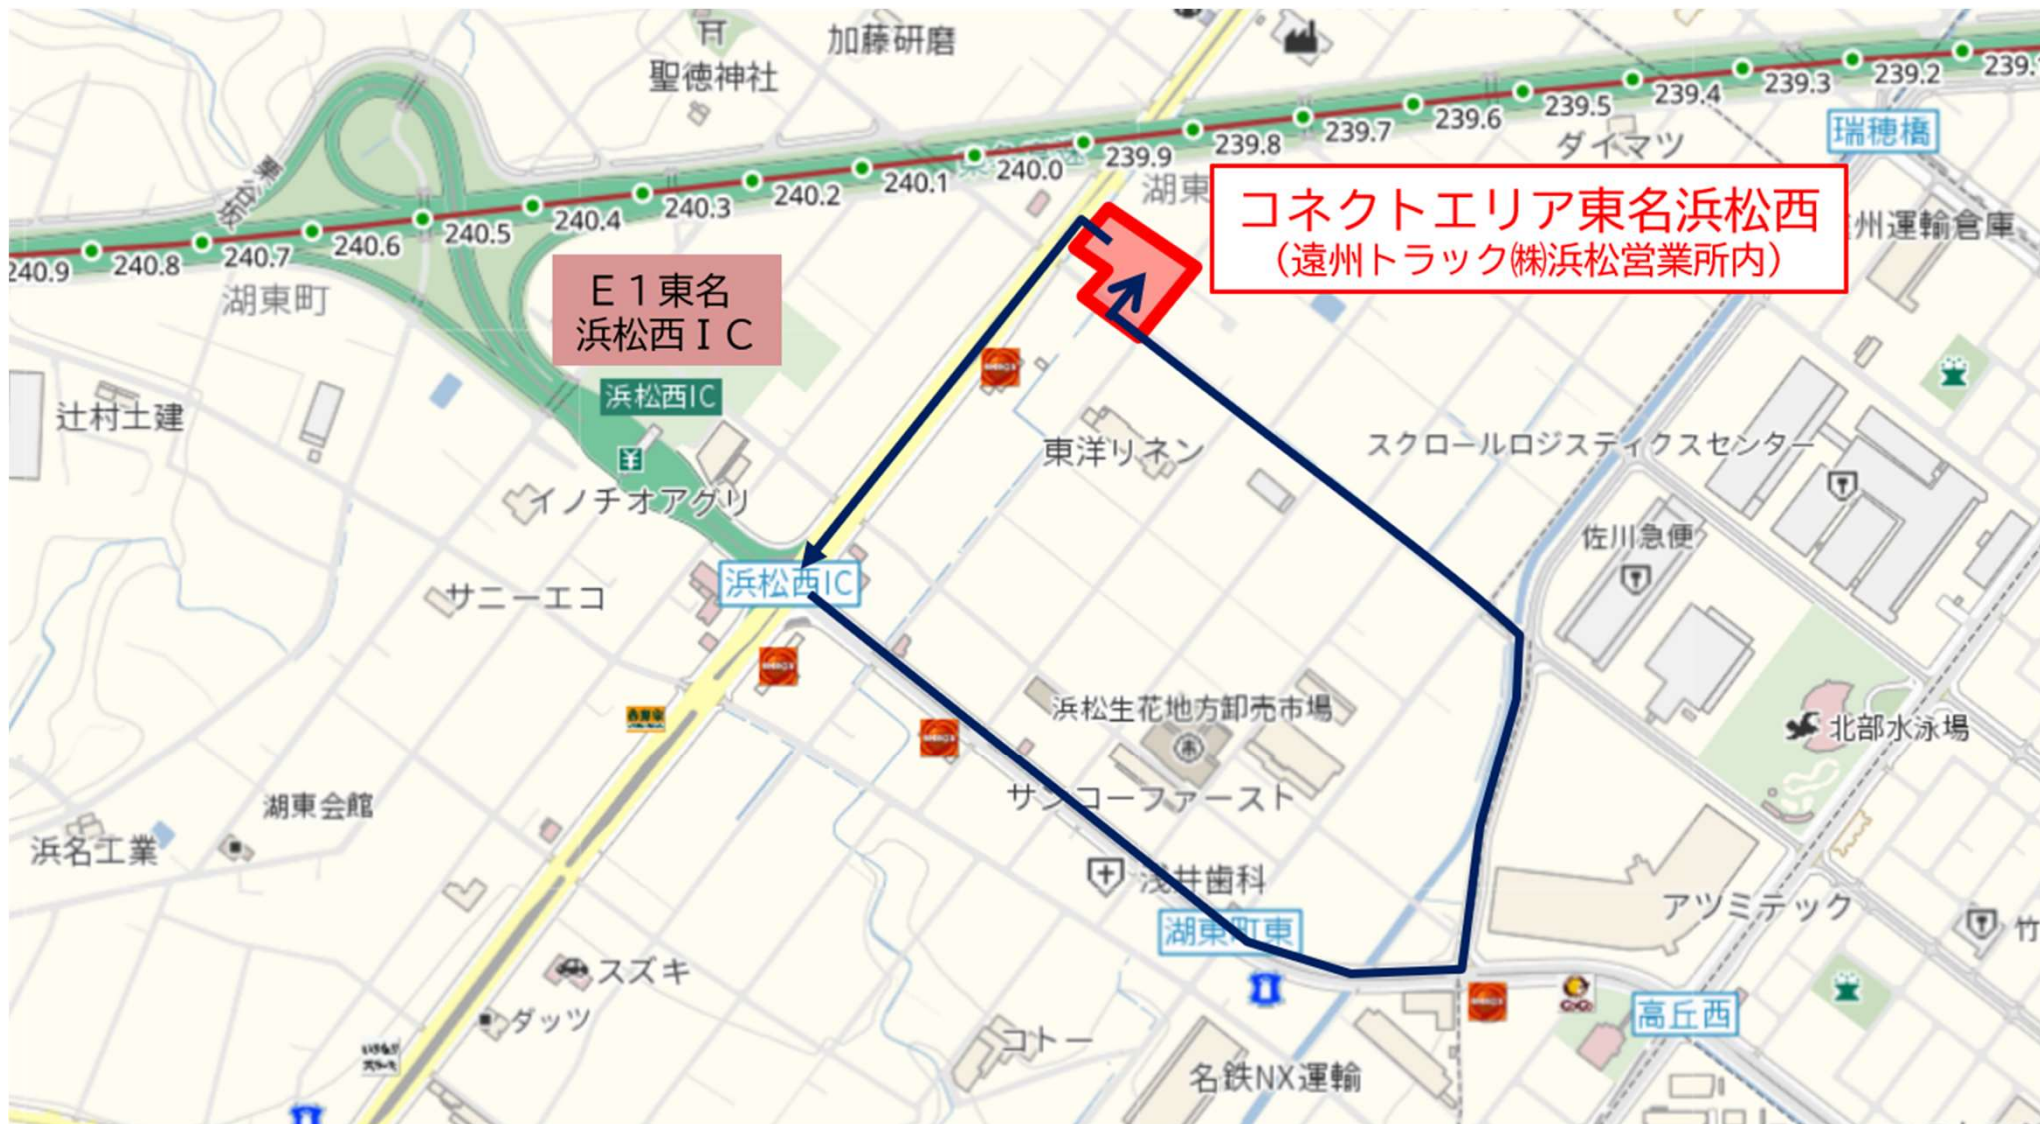 加藤研磨
聖徳神社
239.2
239.3
239.4
239.5
239.6
239.7
239.8
239.9
240.0
240.1
240.2
240.3
240.4
240.5
240.6
240.7
240.8
240.9
瑞穂橋
ダイマツ
コネクトエリア東名浜松西
（遠州トラック㈱浜松営業所内）
州運輸倉庫
湖東
湖東町
Ｅ１東名
浜松西ＩＣ
浜松西IC
辻村土建
イノチオアグリ
東洋リネン
スクロールロジスティクスセンター
佐川急便
浜松西IC
サニーエコ
浜松生花地方卸売市場
北部水泳場
サンコーファースト
湖東会館
浜名工業
浅井歯科
アツミテック
湖東町東
竹
スズキ
高丘西
ダッツ
コトー
名鉄NX運輸